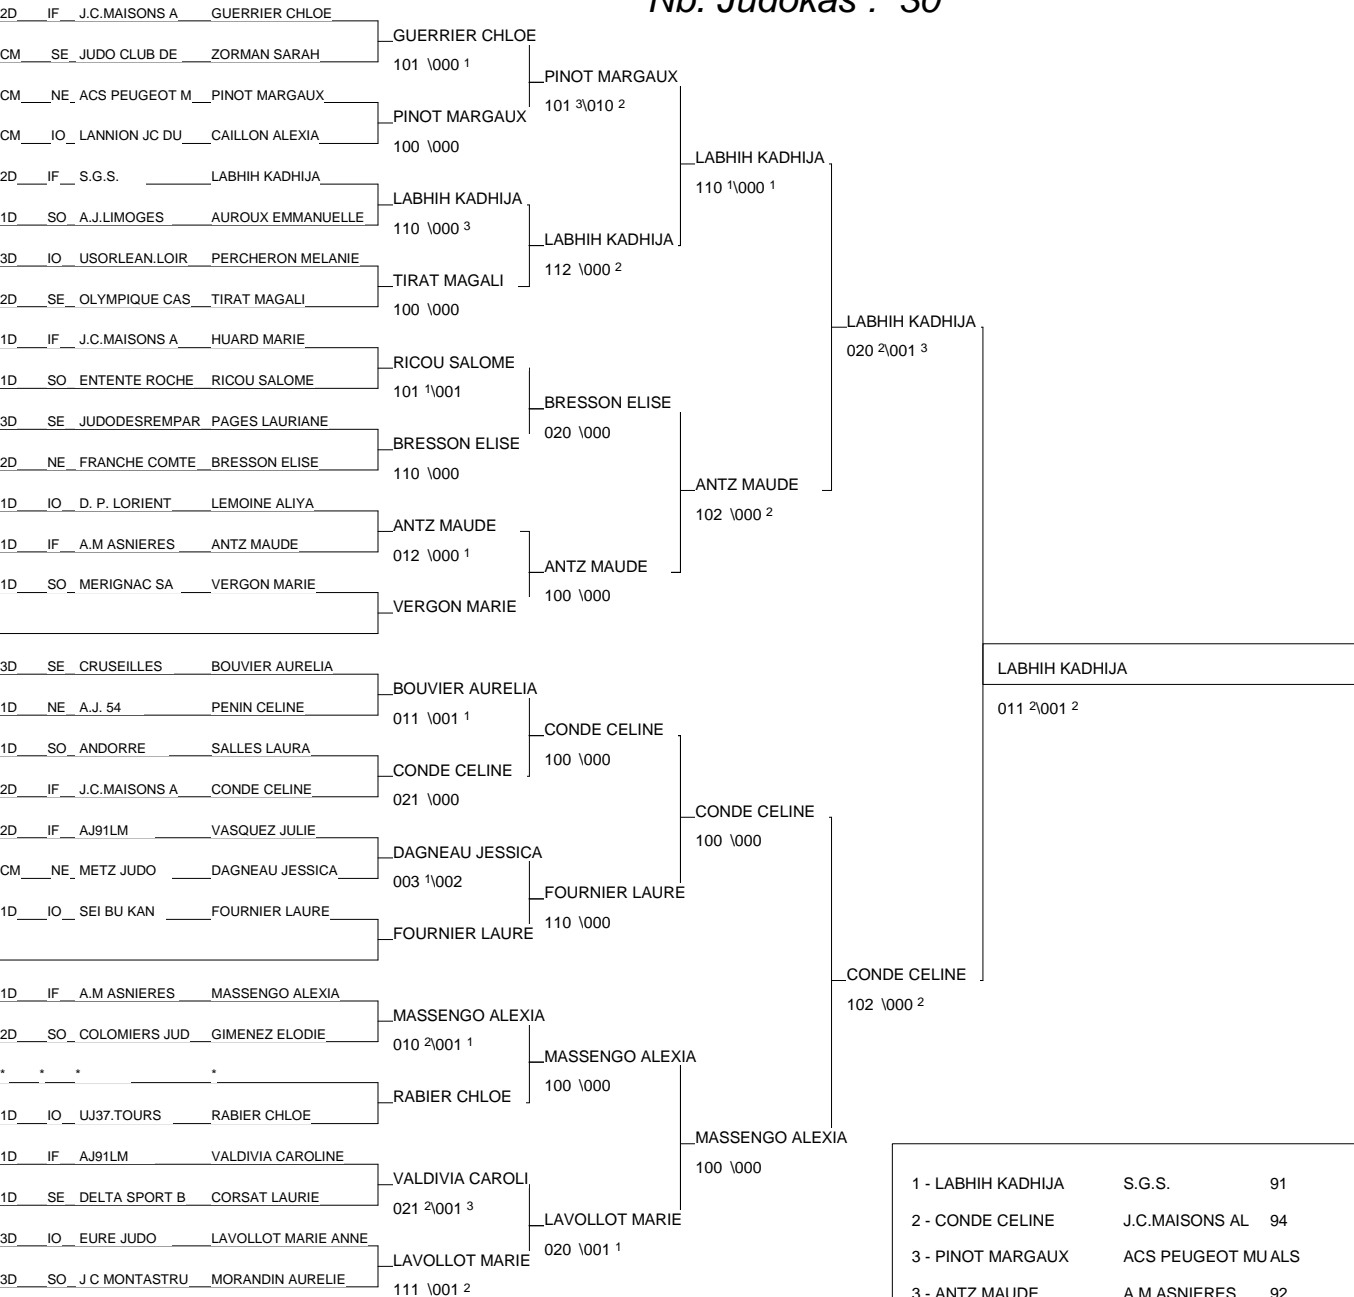 Nb. Judokas : 30
2D IF J.C.MAISONS A GUERRIER CHLOE
GUERRIER CHLOE
CM SE JUDO CLUB DE ZORMAN SARAH
101 \000 1
PINOT MARGAUX
CM NE ACS PEUGEOT M PINOT MARGAUX
101 3\010 2
PINOT MARGAUX
CM IO LANNION JC DU CAILLON ALEXIA
100 \000
LABHIH KADHIJA
2D IF S.G.S. LABHIH KADHIJA
110 1\000 1
LABHIH KADHIJA
1D SO A.J.LIMOGES AUROUX EMMANUELLE
110 \000 3
LABHIH KADHIJA
3D IO USORLEAN.LOIR PERCHERON MELANIE
112 \000 2
TIRAT MAGALI
2D SE OLYMPIQUE CAS TIRAT MAGALI
100 \000
LABHIH KADHIJA
1D IF J.C.MAISONS A HUARD MARIE
020 2\001 3
RICOU SALOME
1D SO ENTENTE ROCHE RICOU SALOME
101 1\001
BRESSON ELISE
3D SE JUDODESREMPAR PAGES LAURIANE
020 \000
BRESSON ELISE
2D NE FRANCHE COMTE BRESSON ELISE
110 \000
ANTZ MAUDE
1D IO D. P. LORIENT LEMOINE ALIYA
102 \000 2
ANTZ MAUDE
1D IF A.M ASNIERES ANTZ MAUDE
012 \000 1
ANTZ MAUDE
1D SO MERIGNAC SA VERGON MARIE
100 \000
VERGON MARIE
3D SE CRUSEILLES BOUVIER AURELIA
LABHIH KADHIJA
BOUVIER AURELIA
1D NE A.J. 54 PENIN CELINE
011 2\001 2
011 \001 1
CONDE CELINE
1D SO ANDORRE SALLES LAURA
100 \000
CONDE CELINE
2D IF J.C.MAISONS A CONDE CELINE
021 \000
CONDE CELINE
2D IF AJ91LM VASQUEZ JULIE
100 \000
DAGNEAU JESSICA
CM NE METZ JUDO DAGNEAU JESSICA
003 1\002
FOURNIER LAURE
1D IO SEI BU KAN FOURNIER LAURE
110 \000
FOURNIER LAURE
CONDE CELINE
1D IF A.M ASNIERES MASSENGO ALEXIA
102 \000 2
MASSENGO ALEXIA
2D SO COLOMIERS JUD GIMENEZ ELODIE
010 2\001 1
MASSENGO ALEXIA
* * * *
100 \000
RABIER CHLOE
1D IO UJ37.TOURS RABIER CHLOE
MASSENGO ALEXIA
1D IF AJ91LM VALDIVIA CAROLINE
100 \000
VALDIVIA CAROLI
1D SE DELTA SPORT B CORSAT LAURIE
021 2\001 3
LAVOLLOT MARIE
3D IO EURE JUDO LAVOLLOT MARIE ANNE
020 \001 1
LAVOLLOT MARIE
3D SO J C MONTASTRU MORANDIN AURELIE
111 \001 2
1 - LABHIH KADHIJA S.G.S. 91
2 - CONDE CELINE J.C.MAISONS AL 94
3 - PINOT MARGAUX ACS PEUGEOT MU ALS
3 - ANTZ MAUDE A.M ASNIERES 92